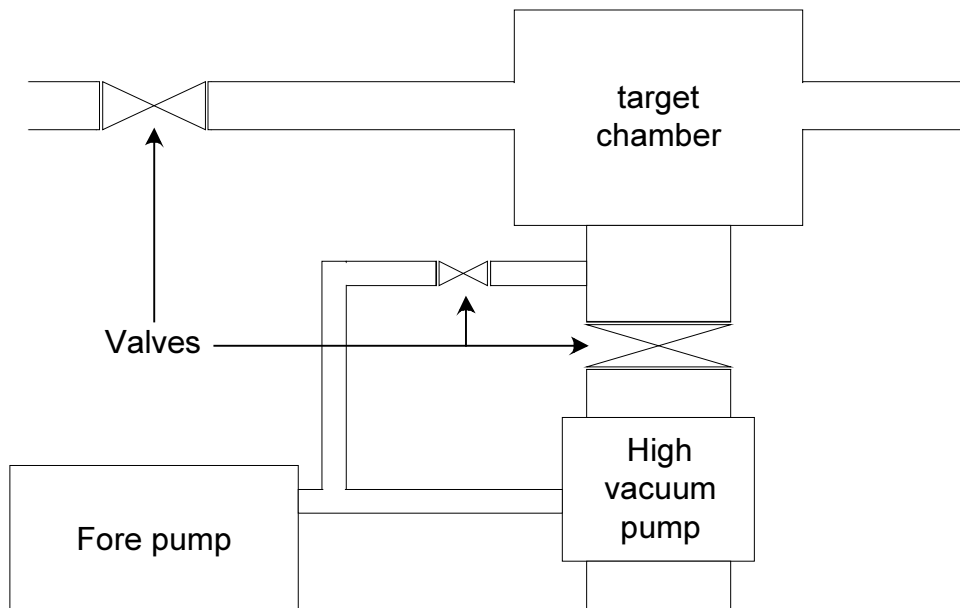 target
chamber
Valves
High
vacuum
pump
Fore pump